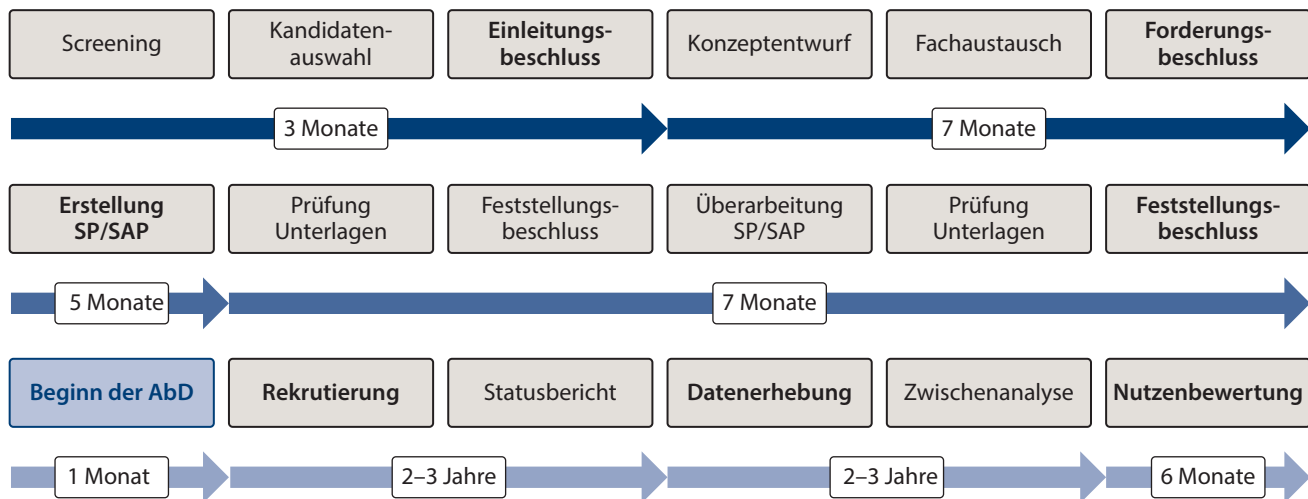 Screening
Kandidaten-
auswahl
Einleitungs-
beschluss
Konzeptentwurf
Fachaustausch
Forderungs-
beschluss
3 Monate
7 Monate
Erstellung
SP/SAP
Prüfung
Unterlagen
Feststellungs-
beschluss
Überarbeitung
SP/SAP
Prüfung
Unterlagen
Feststellungs-
beschluss
5 Monate
7 Monate
Beginn der AbD
Rekrutierung
Statusbericht
Datenerhebung
Zwischenanalyse
Nutzenbewertung
1 Monat
2–3 Jahre
2–3 Jahre
6 Monate